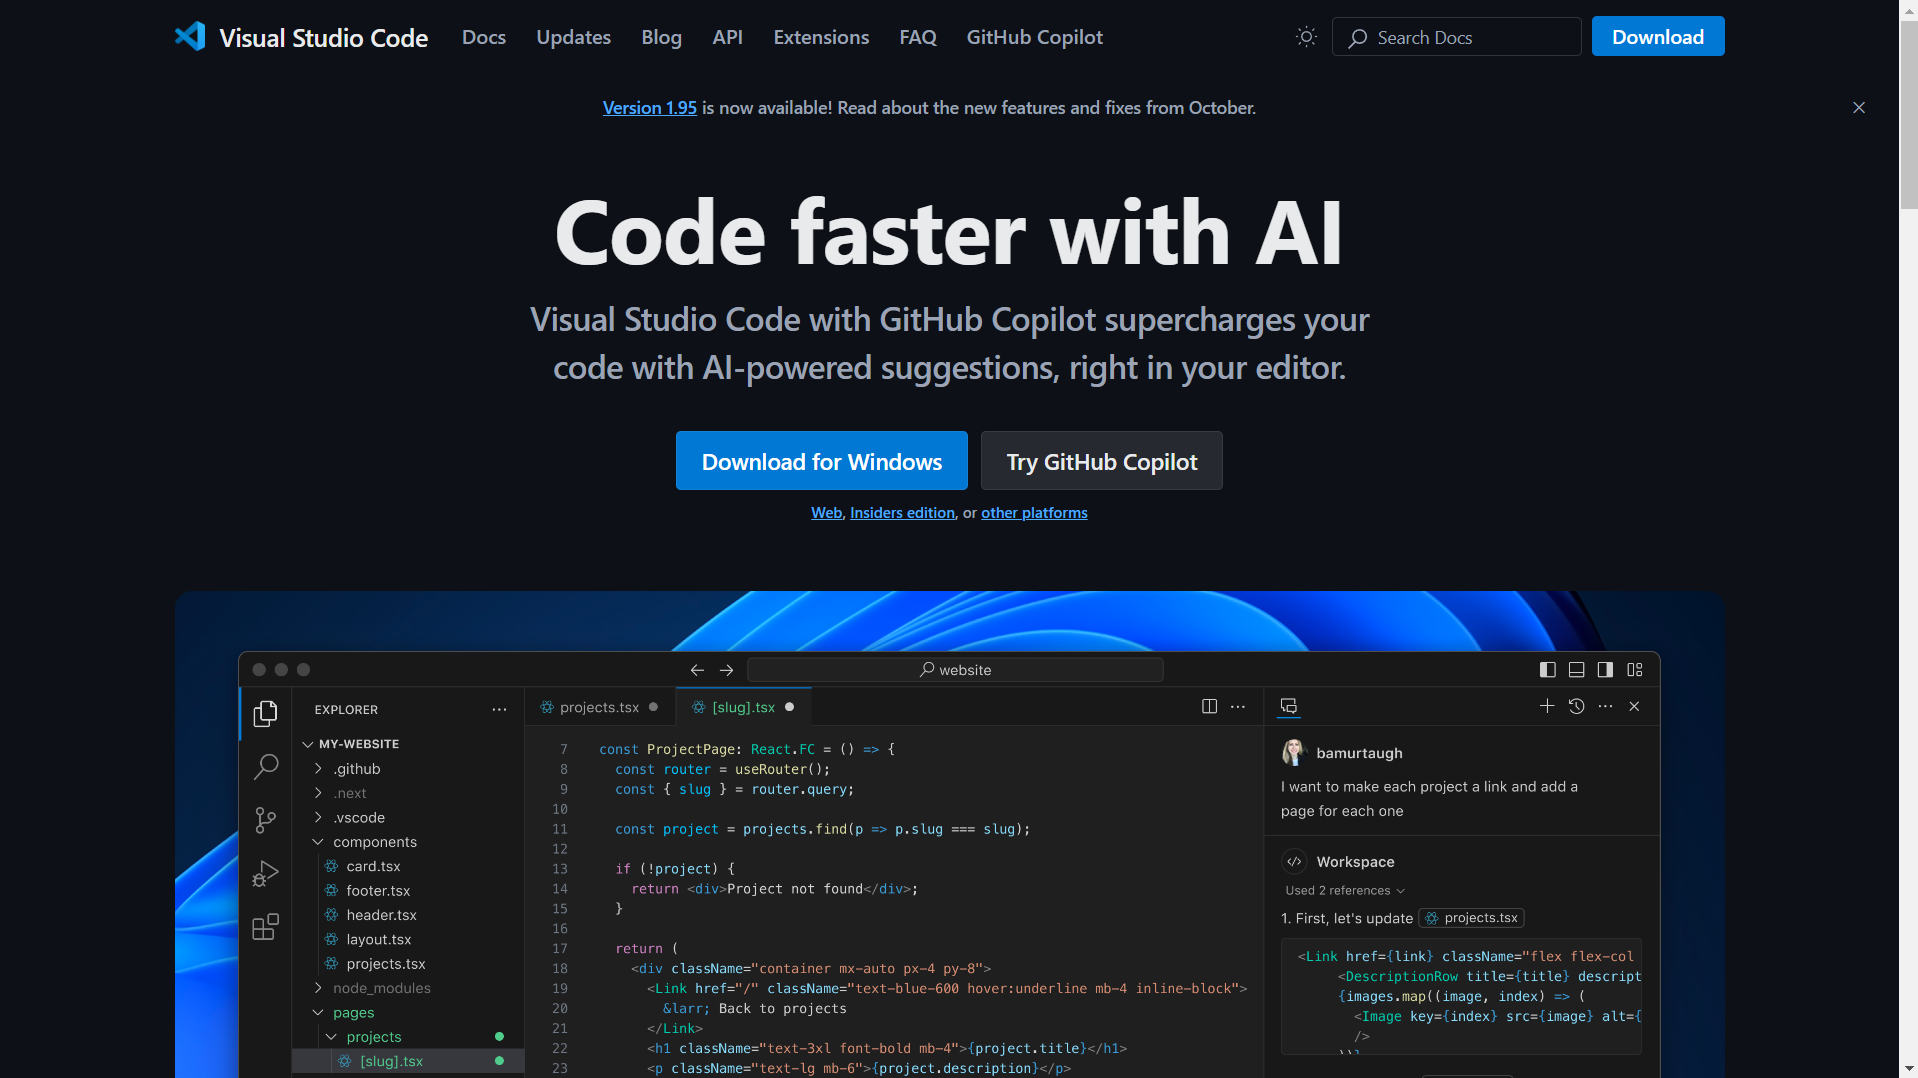 Visual Studio Code
Docs
Updates
Blog
API
Extensions
FAQ
GitHub Copilot
Search Docs
Download
Version 1.95 is now available! Read about the new features and fixes from October.
Code faster with AI
Visual Studio Code with GitHub Copilot supercharges your
code with AI-powered suggestions, right in your editor.
Download for Windows
Try GitHub Copilot
Web, Insiders edition, or other platforms
website
EXPLORER
MY-WEBSITE
.github
.next
.vscode
components
card.tsx
footer.tsx
header.tsx
layout.tsx
projects.tsx
node_modules
pages
projects
[slug].tsx
projects.tsx
[slug].tsx
7 const ProjectPage: React.FC = () => {
8 const router = useRouter();
9 const { slug } = router.query;
10
11 const project = projects.find(p => p.slug === slug);
12
13 if (!project) {
14 return <div>Project not found</div>;
15 }
16
17 return (
18 <div className="container mx-auto px-4 py-8">
19 <Link href="/" className="text-blue-600 hover:underline mb-4 inline-block">
20 &larr; Back to projects
21 </Link>
22 <h1 className="text-3xl font-bold mb-4">{project.title}</h1>
23 <p className="text-lg mb-6">{project.description}</p>
bamurtaugh
I want to make each project a link and add a
page for each one
Workspace
Used 2 references
1. First, let's update projects.tsx
<Link href={link} className="flex flex-col
<DescriptionRow title={title} descript
{images.map((image, index) => (
<Image key={index} src={image} alt={
/>